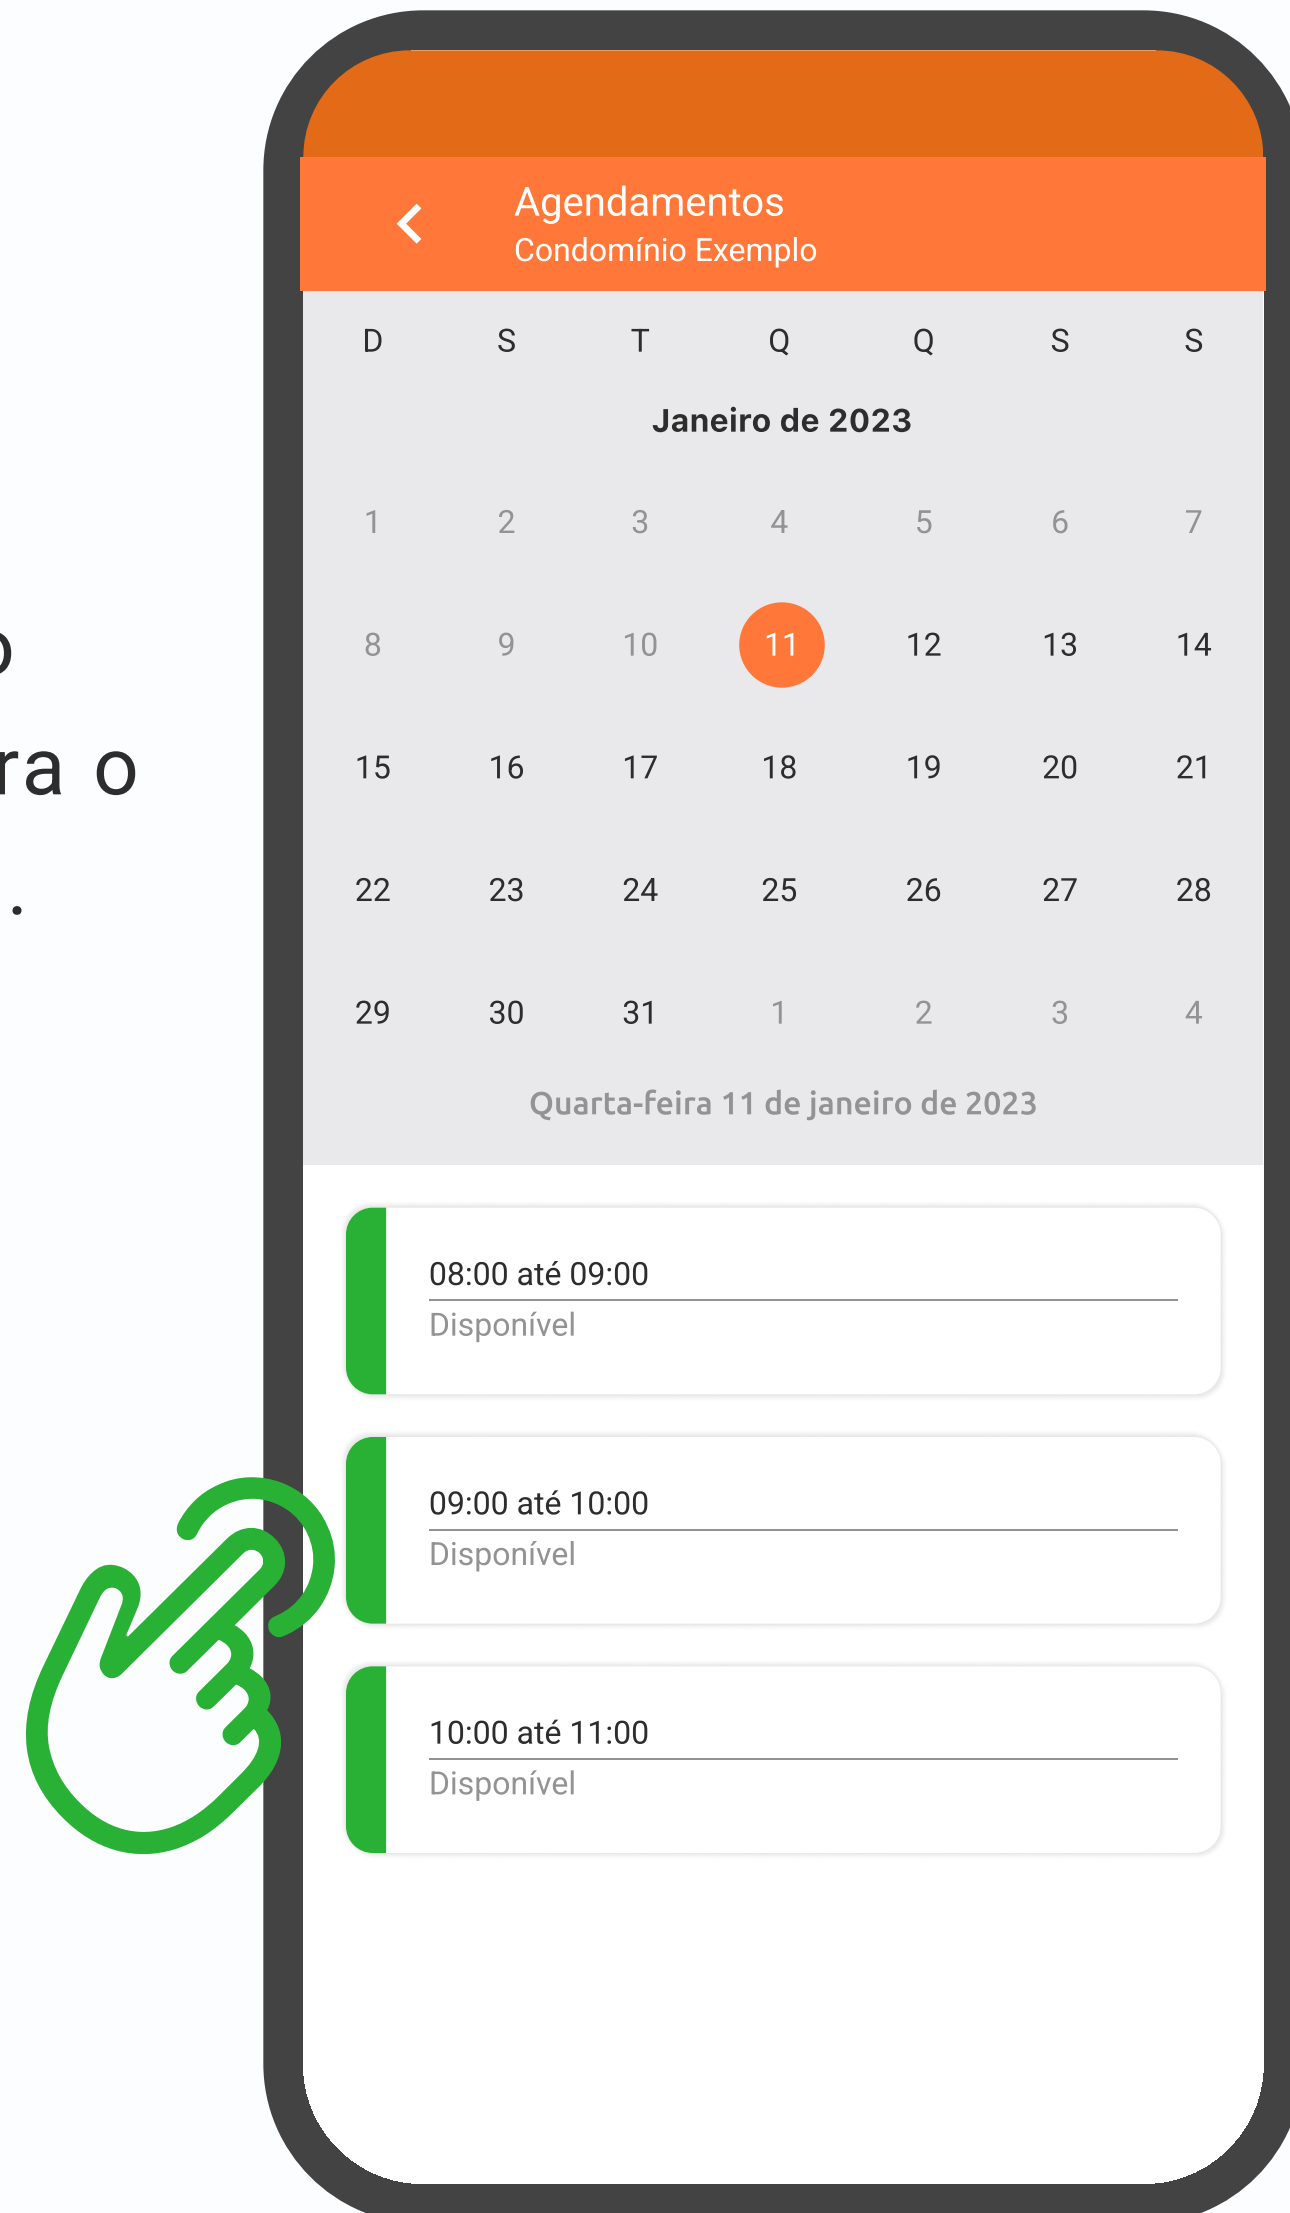 Agendamentos
Condomínio Exemplo
D S T Q Q S S
Janeiro de 2023
1 2 3 4 5 6 7
8 9 10 11 12 13 14
15 16 17 18 19 20 21
22 23 24 25 26 27 28
29 30 31 1 2 3 4
Quarta-feira 11 de janeiro de 2023
08:00 até 09:00
Disponível
09:00 até 10:00
Disponível
10:00 até 11:00
Disponível
o
.